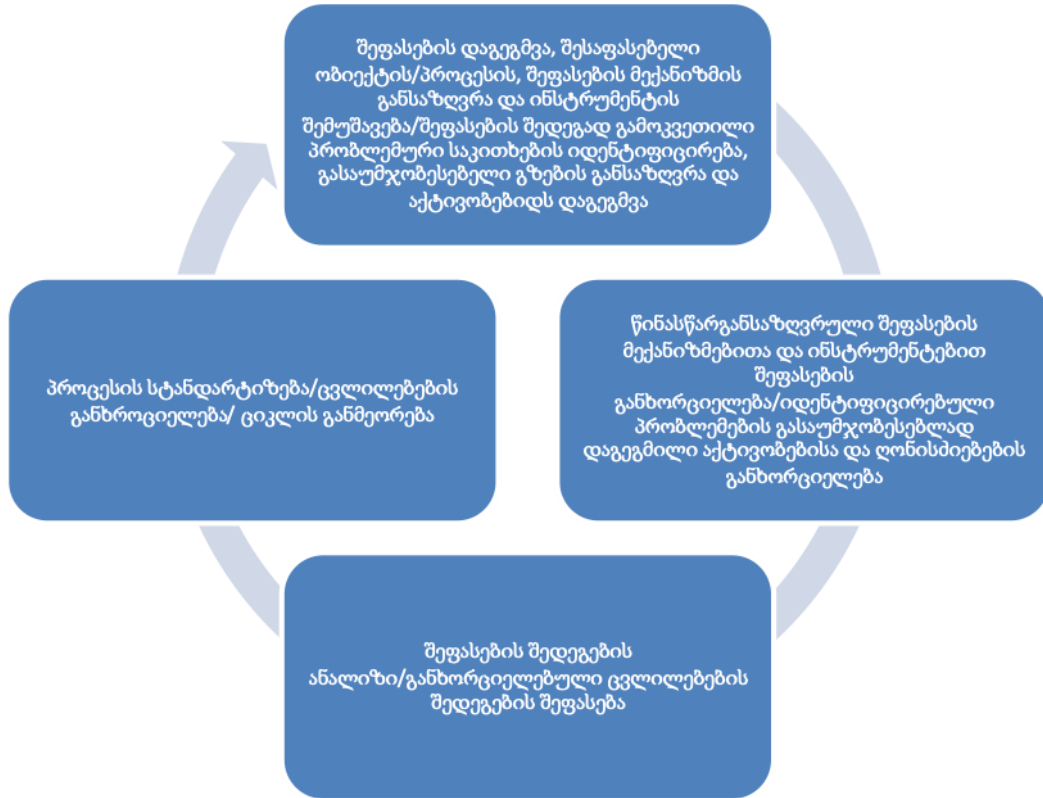 შეფასების დაგეგმვა, შესაფასებელი
ობიექტის/პროცესის, შეფასების მექანიზმის
განსაზღვრა და ინსტრუმენტის
შემუშავება/შეფასების შედეგად გამოკვეთილი
პრობლემური საკითხების იდენტიფიცირება,
გასაუმჯობესებელი გზების განსაზღვრა და
აქტივობებიდს დაგეგმვა
წინასწარგანსაზღვრული შეფასების
მექანიზმებითა და ინსტრუმენტებით
შეფასების
განხორციელება/იდენტიფიცირებული
პრობლემების გასაუმჯობესებლად
დაგეგმილი აქტივობებისა და ღონისძიებების
განხორციელება
შეფასების შედეგების
ანალიზი/განხორციელებული ცვლილებების
შედეგების შეფასება
პროცესის სტანდარტიზება/ცვლილებების
განხროციელება/ ციკლის განმეორება